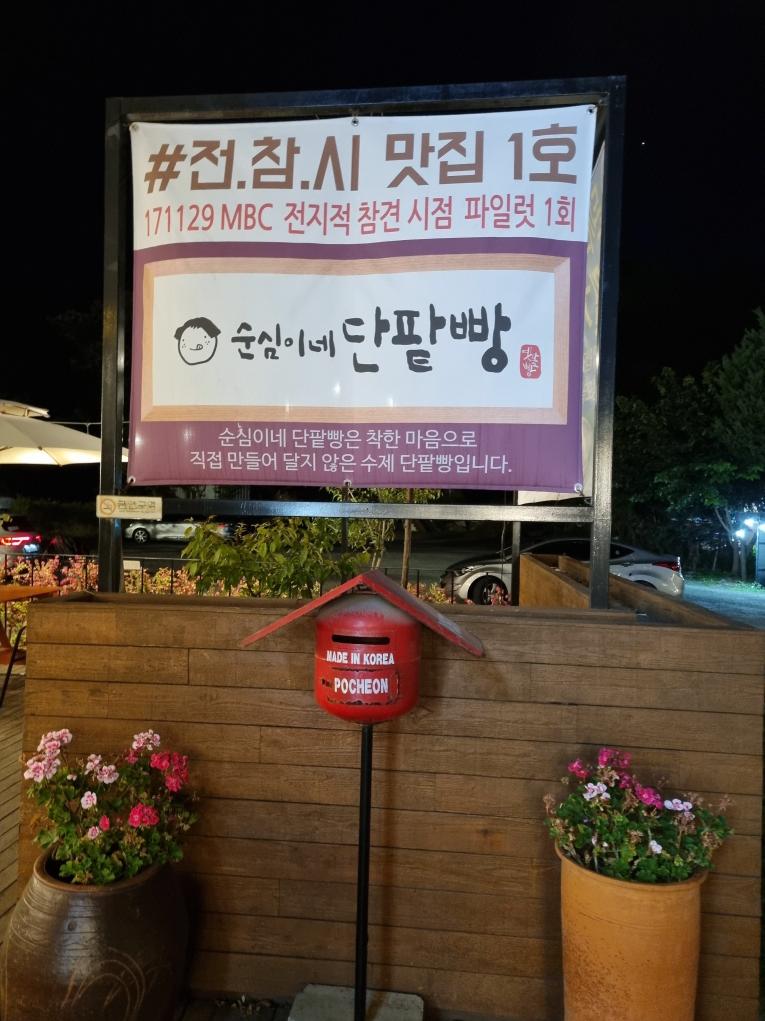 #전.참.시 맛집 1호
171129 MBC 전지적 참견 시점 파일럿 1회
순심이네 단팥빵
순심이네 단팥빵은 착한 마음으로
직접 만들어 달지 않은 수제 단팥빵입니다.
MADE IN KOREA
POCHEON